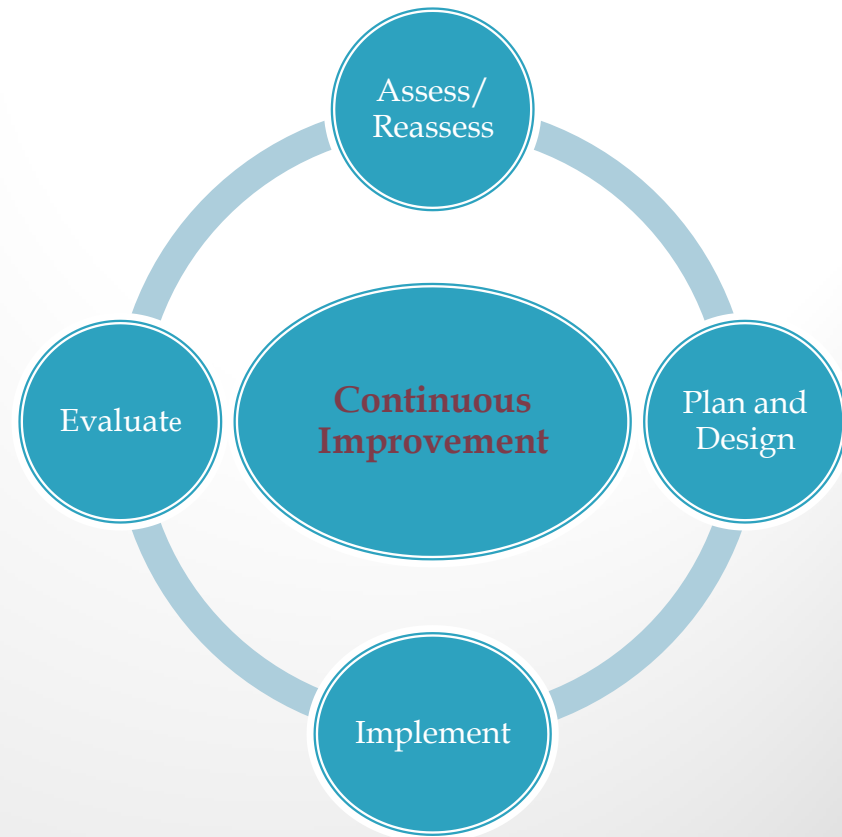 Assess/
Reassess
Continuous
Improvement
Plan and
Design
Evaluate
Implement